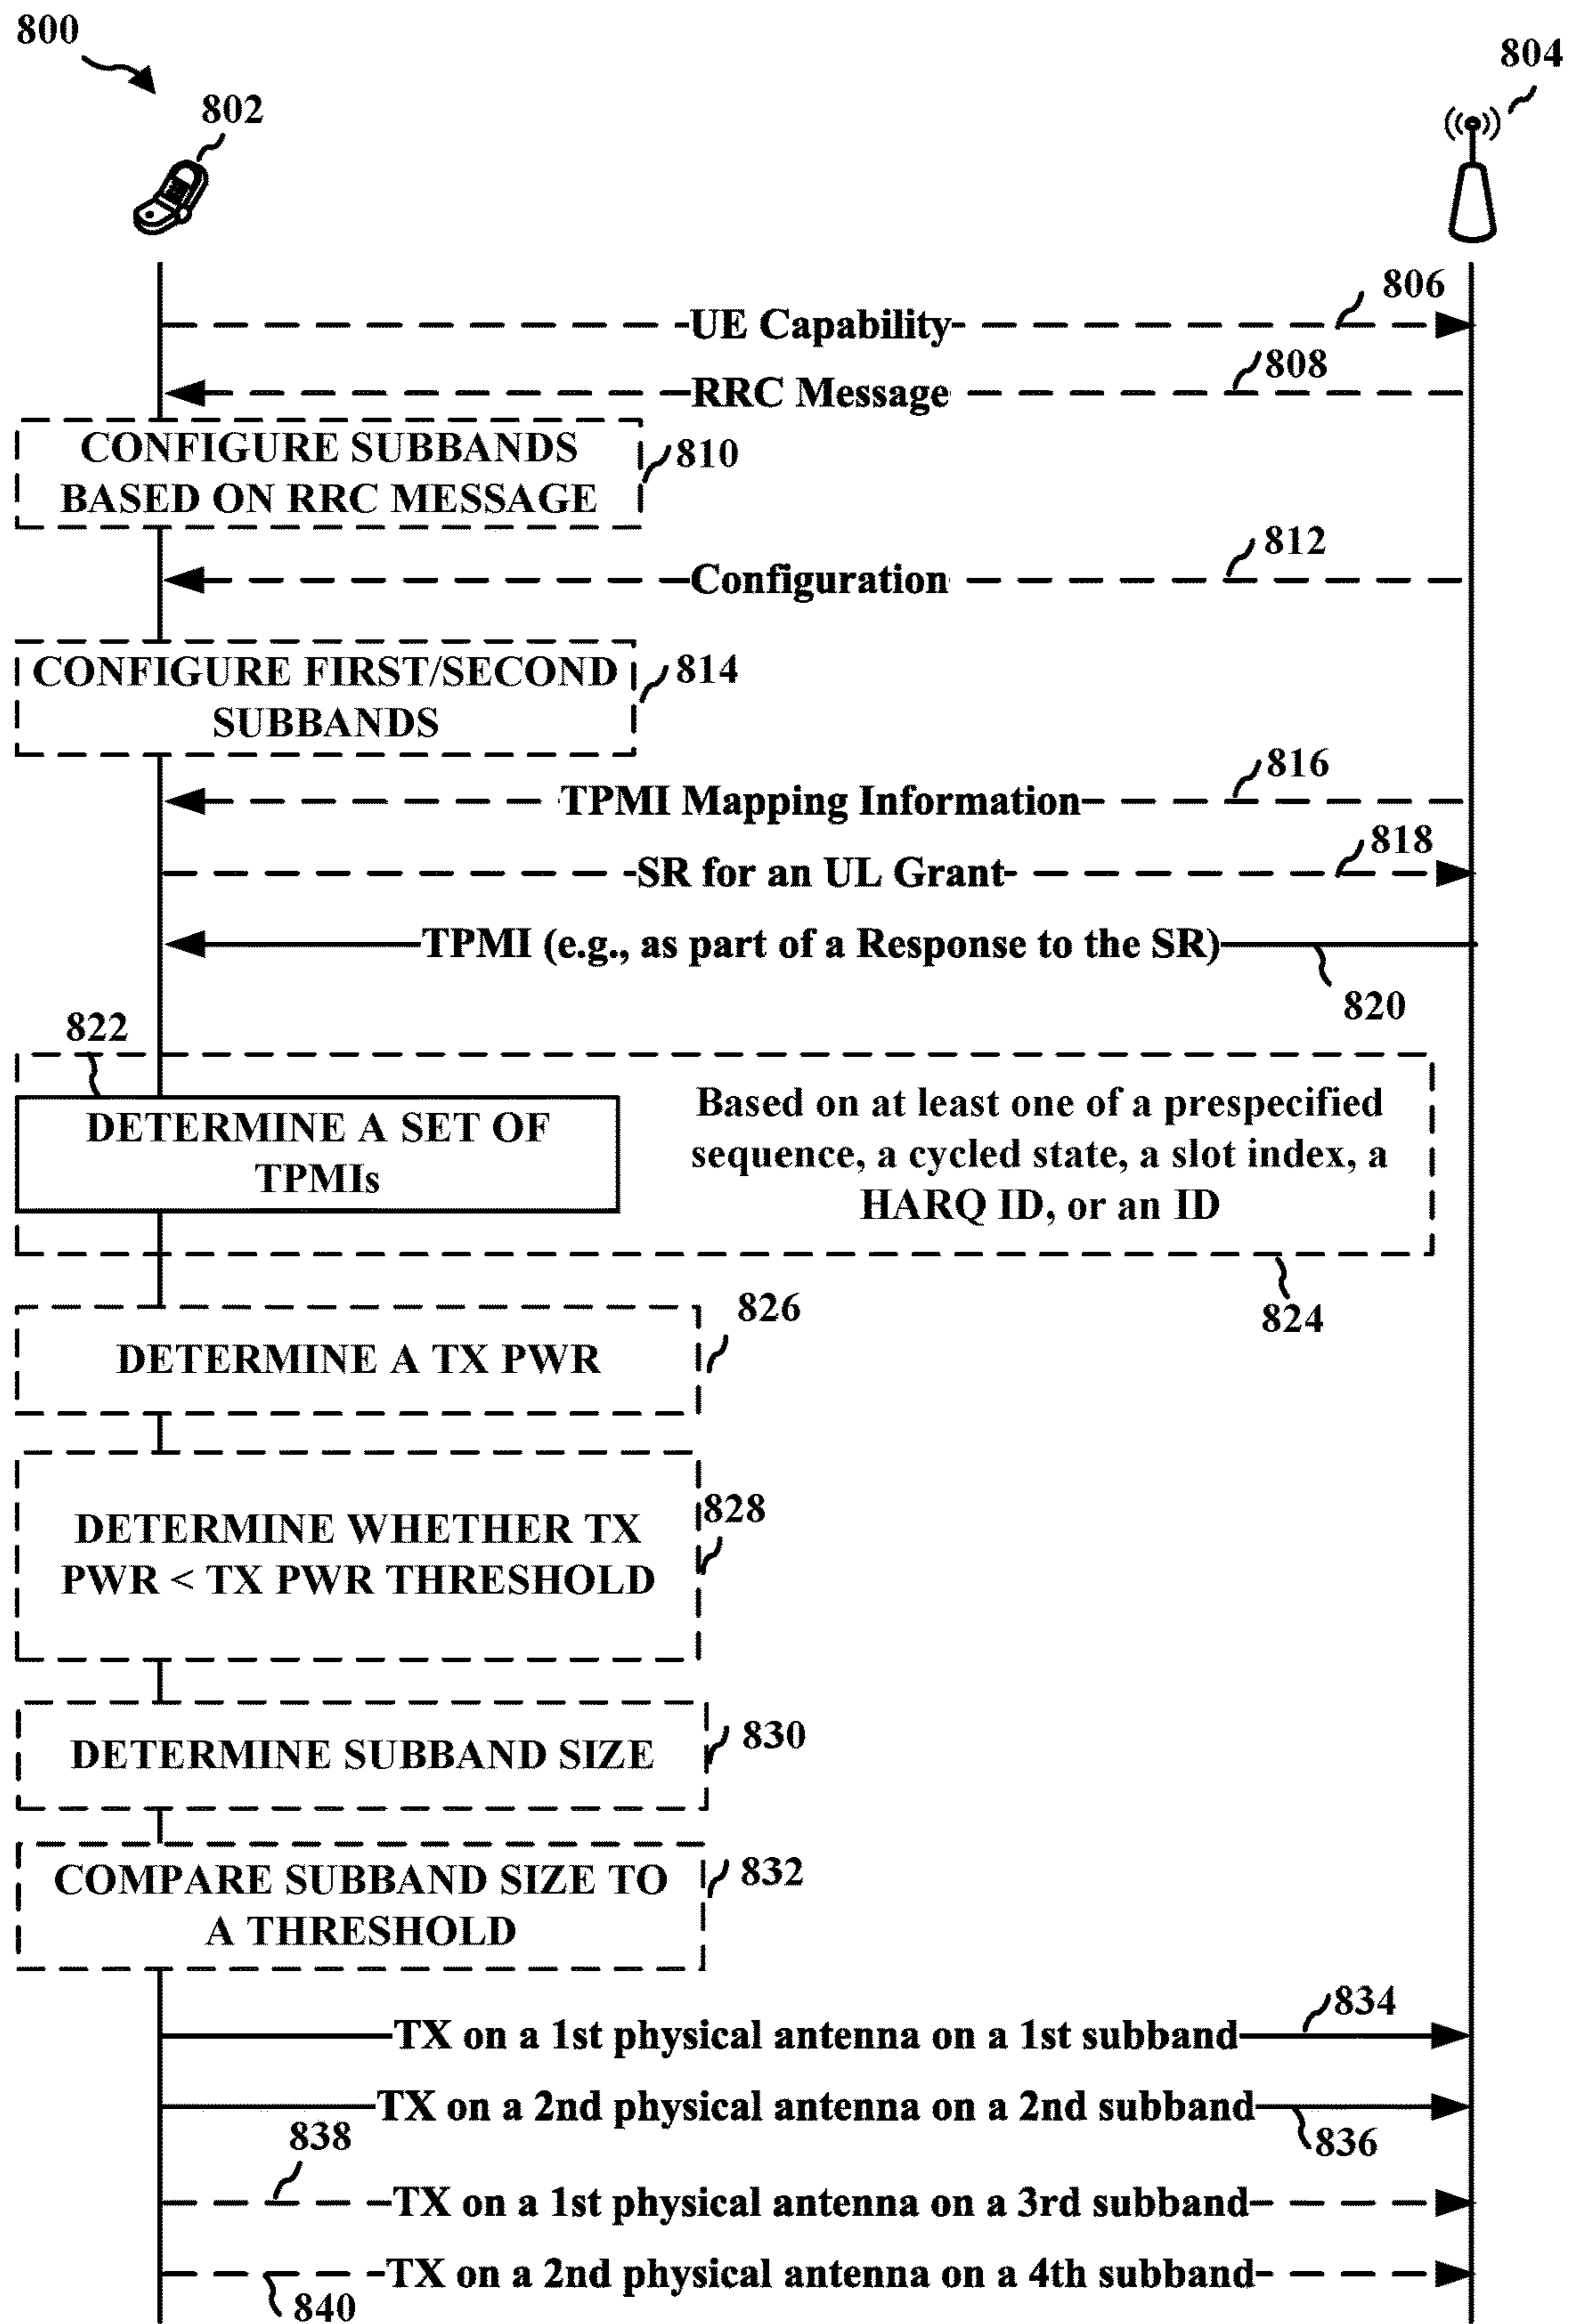 800
802
804
806
UE Capability
808
RRC Message
CONFIGURE SUBBANDS
BASED ON RRC MESSAGE
810
812
Configuration
CONFIGURE FIRST/SECOND
SUBBANDS
814
816
TPMI Mapping Information
818
SR for an UL Grant
TPMI (e.g., as part of a Response to the SR)
820
822
DETERMINE A SET OF
TPMIs
Based on at least one of a prespecified
sequence, a cycled state, a slot index, a
HARQ ID, or an ID
824
826
DETERMINE A TX PWR
828
DETERMINE WHETHER TX
PWR < TX PWR THRESHOLD
830
DETERMINE SUBBAND SIZE
832
COMPARE SUBBAND SIZE TO
A THRESHOLD
834
TX on a 1st physical antenna on a 1st subband
TX on a 2nd physical antenna on a 2nd subband
836
838
TX on a 1st physical antenna on a 3rd subband
TX on a 2nd physical antenna on a 4th subband
840